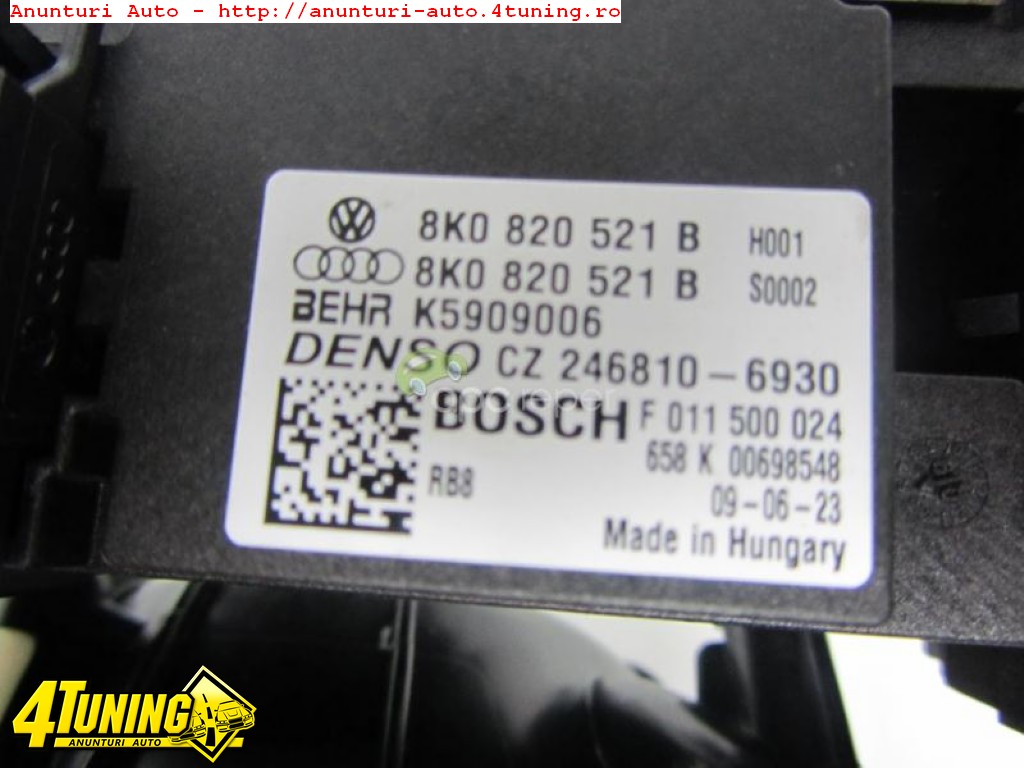 Anunturi Auto - http://anunturi-auto.4tuning.ro
8K0 820 521 B H001
8K0 820 521 B S0002
BEHR K5909006
DENSO CZ 246810-6930
BOSCH F 011 500 024
658 K 00698548
RB8
09-06-23
Made in Hungary
4TUNING
ANUNTURI AUTO